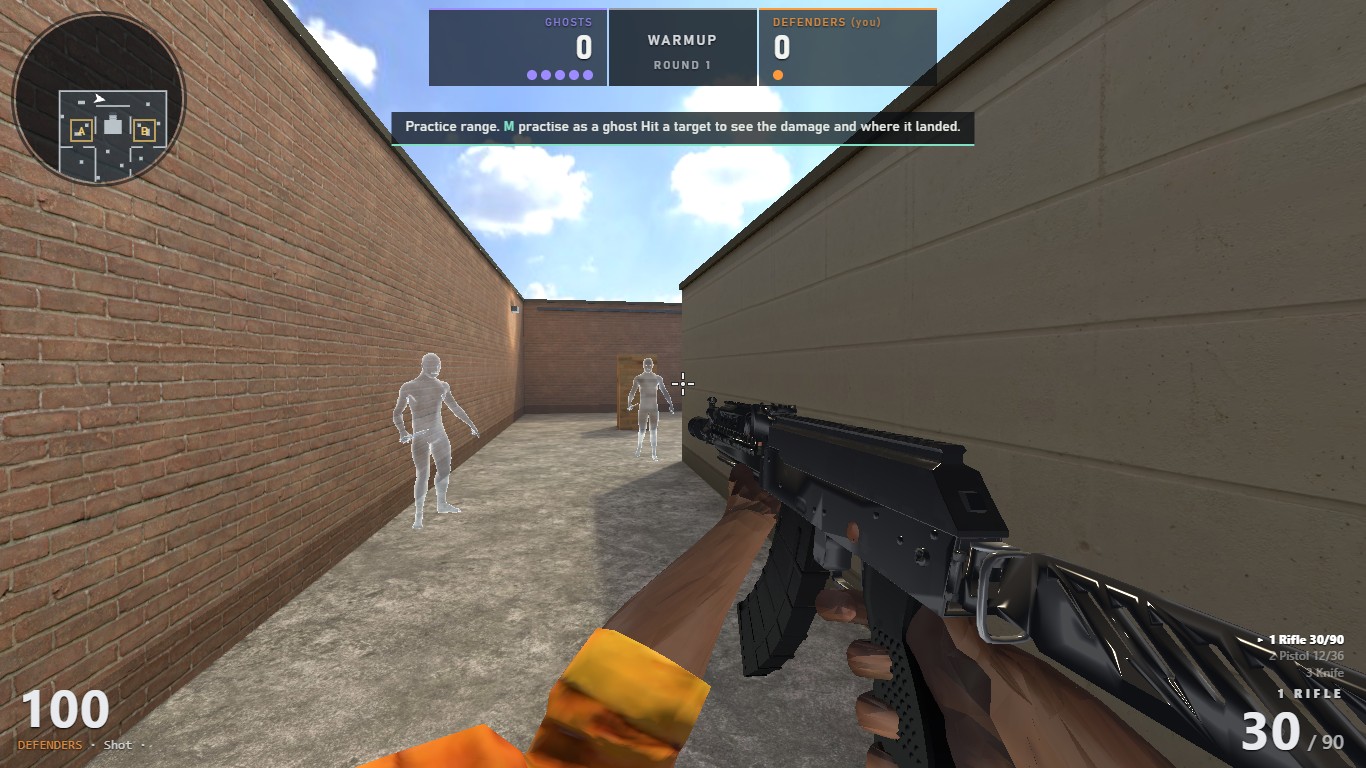 GHOSTS
0
WARMUP
ROUND 1
DEFENDERS (you)
0
Practice range. M practise as a ghost Hit a target to see the damage and where it landed.
A
B
100
DEFENDERS · Shot ·
▸ 1 Rifle 30/90
2 Pistol 12/36
3 Knife
1 RIFLE
30 / 90